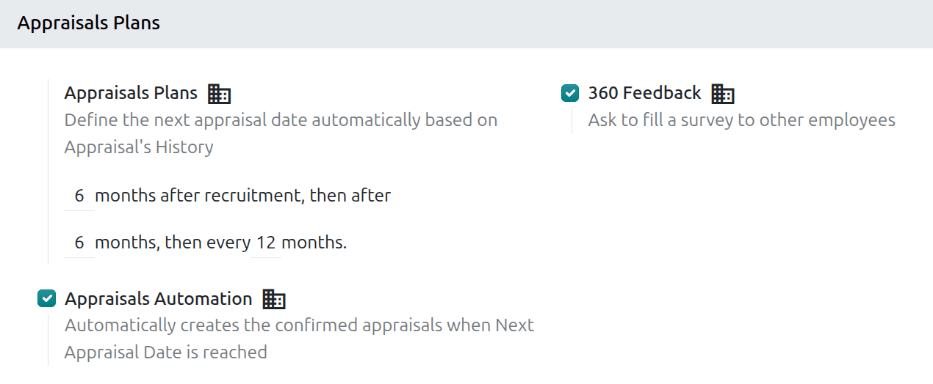 Appraisals Plans
Appraisals Plans
Define the next appraisal date automatically based on
Appraisal's History
6 months after recruitment, then after
6 months, then every 12 months.
Appraisals Automation
Automatically creates the confirmed appraisals when Next
Appraisal Date is reached
360 Feedback
Ask to fill a survey to other employees